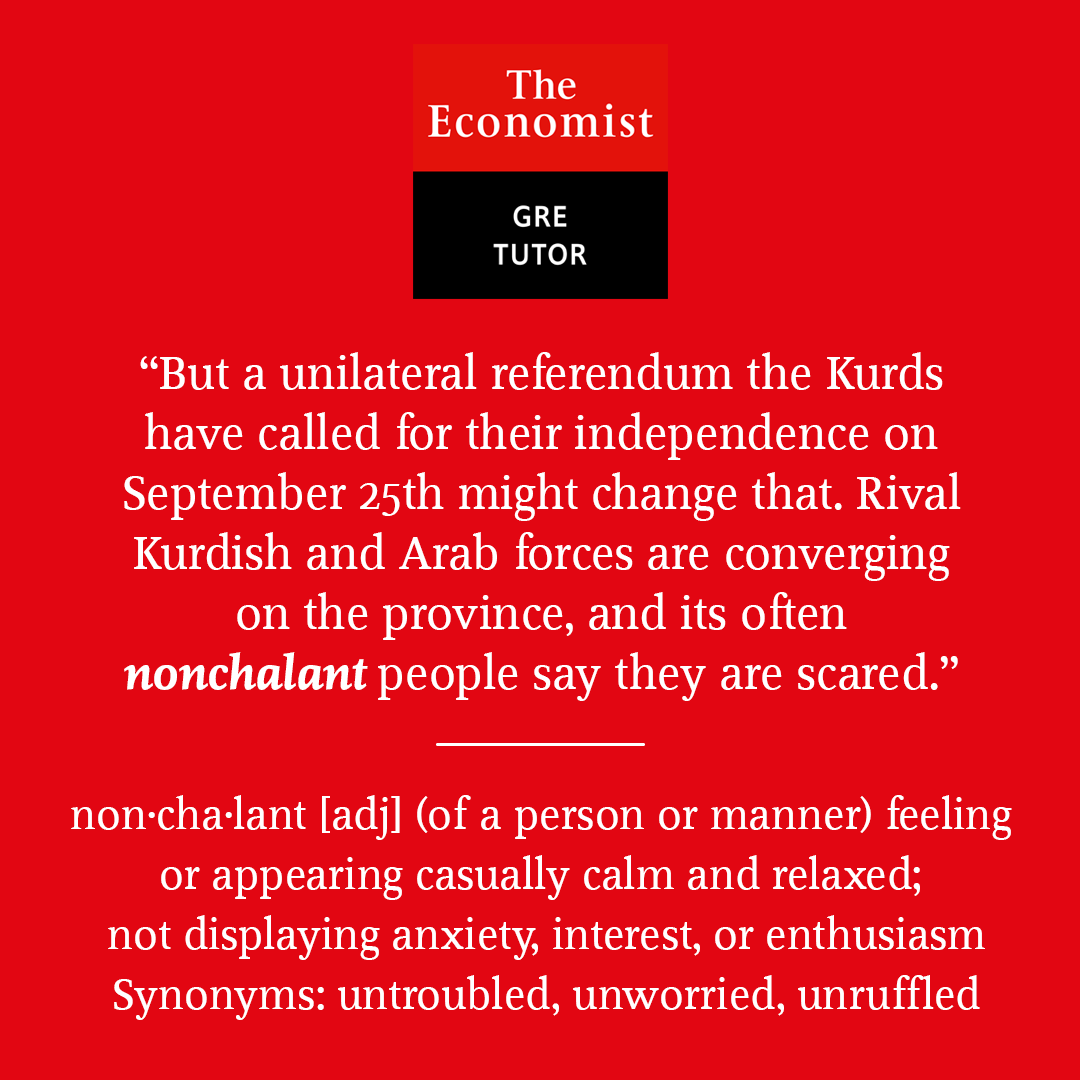 The
Economist
GRE
TUTOR
“But a unilateral referendum the Kurds
have called for their independence on
September 25th might change that. Rival
Kurdish and Arab forces are converging
on the province, and its often
nonchalant people say they are scared.”
non·cha·lant [adj] (of a person or manner) feeling
or appearing casually calm and relaxed;
not displaying anxiety, interest, or enthusiasm
Synonyms: untroubled, unworried, unruffled